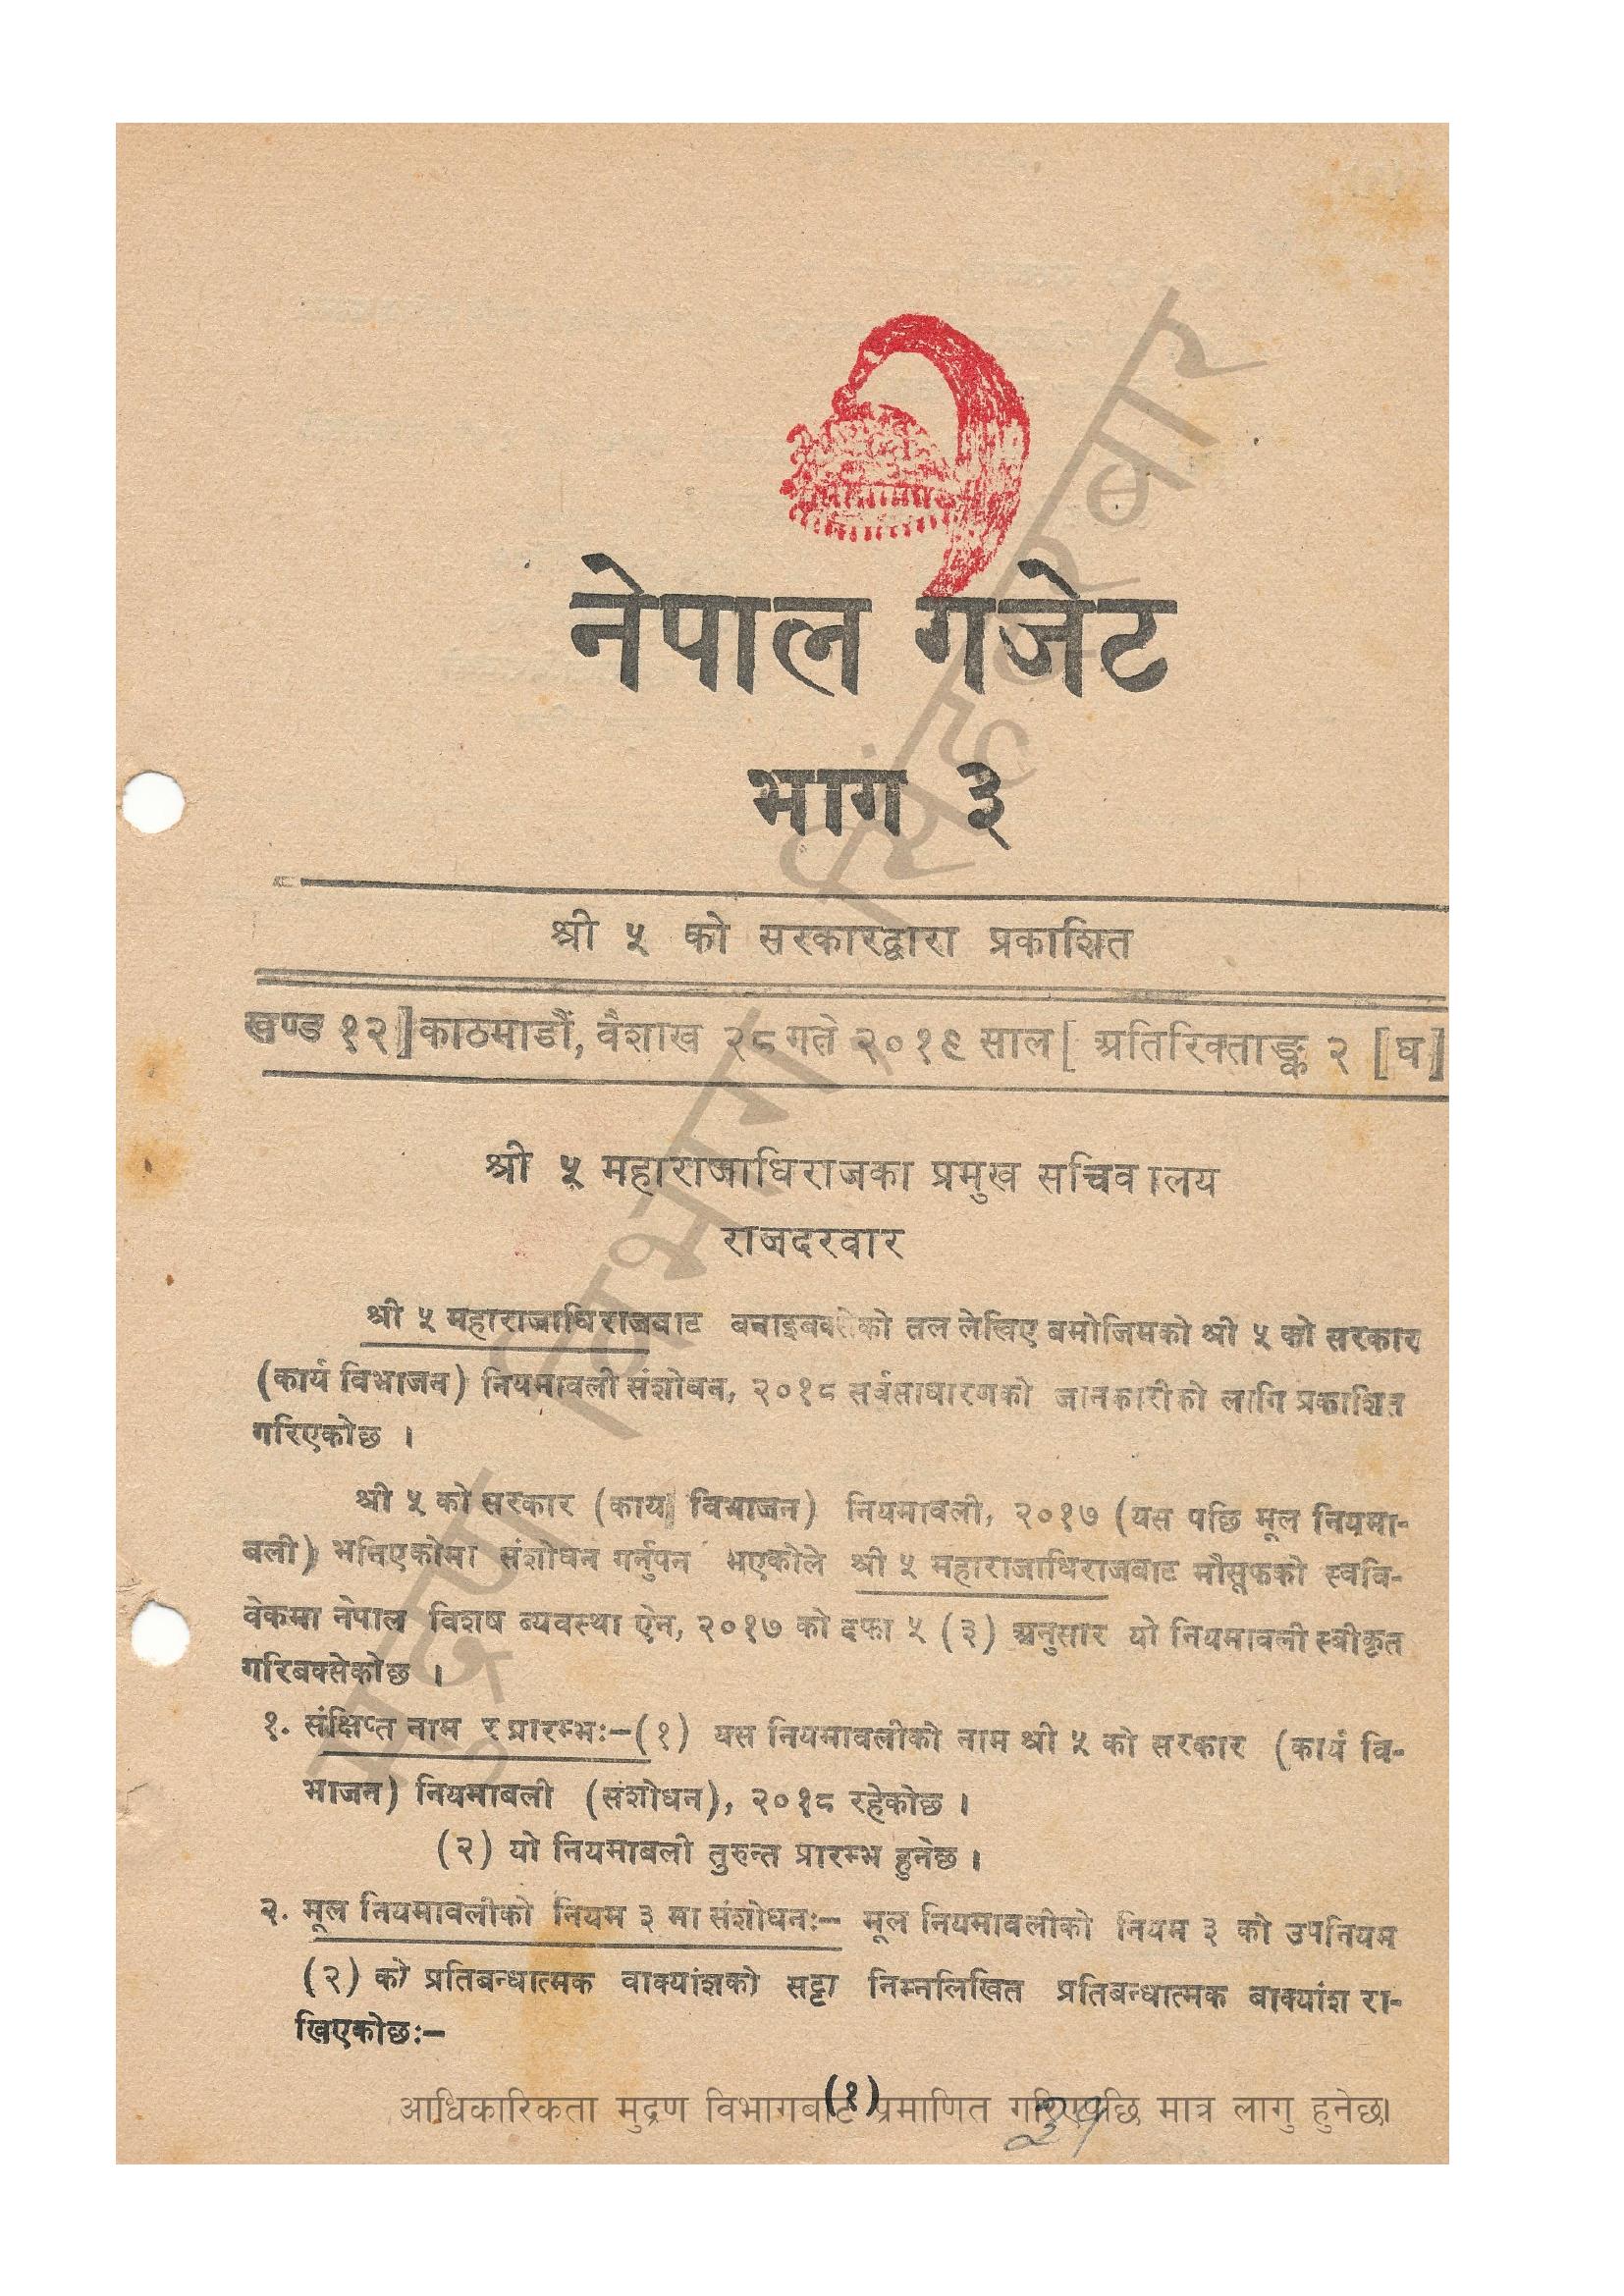 नेपाल गजेट
भाग ३
श्री ५ को सरकारद्वारा प्रकाशित
खण्ड १२] काठमाडौं, वैशाख २८ गते २०१९ साल [ अतिरिक्ताङ्क २ [घ]
श्री ५ महाराजाधिराजका प्रमुख सचिवालय
राजदरवार
श्री ५ महाराजाधिराजबाट बनाइबक्सेको तल लेखिए बमोजिमको श्री ५ को सरकार
(कार्य विभाजन) नियमावली संशोधन, २०१८ सर्वसाधारणको जानकारीको लागि प्रकाशित
गरिएकोछ ।
श्री ५ को सरकार (कार्य विभाजन) नियमावली, २०१७ (यस पछि मूल नियमा-
वली) भनिएकोमा संशोधन गर्नुपन भएकोले श्री ५ महाराजाधिराजबाट मौसूफको स्ववि-
वेकमा नेपाल विशष व्यवस्था ऐन, २०१७ को दफा ५ (३) अनुसार यो नियमावली स्वीकृत
गरिबक्सेकोछ ।
१. संक्षिप्त नाम र प्रारम्भ:-(१) यस नियमावलीको नाम श्री ५ को सरकार (कार्य वि-
भाजन) नियमावली (संशोधन), २०१८ रहेकोछ ।
(२) यो नियमावली तुरुन्त प्रारम्भ हुनेछ ।
२. मूल नियमावलीको नियम ३ मा संशोधन:- मूल नियमावलीको नियम ३ को उपनियम
(२) को प्रतिबन्धात्मक वाक्यांशको सट्टा निम्नलिखित प्रतिबन्धात्मक वाक्यांश रा-
खिएकोछ:-
(१)
आधिकारिकता मुद्रण विभागबाट प्रमाणित गरिएपछि मात्र लागु हुनेछ।
मुद्रण विभाग सिंहदरबार